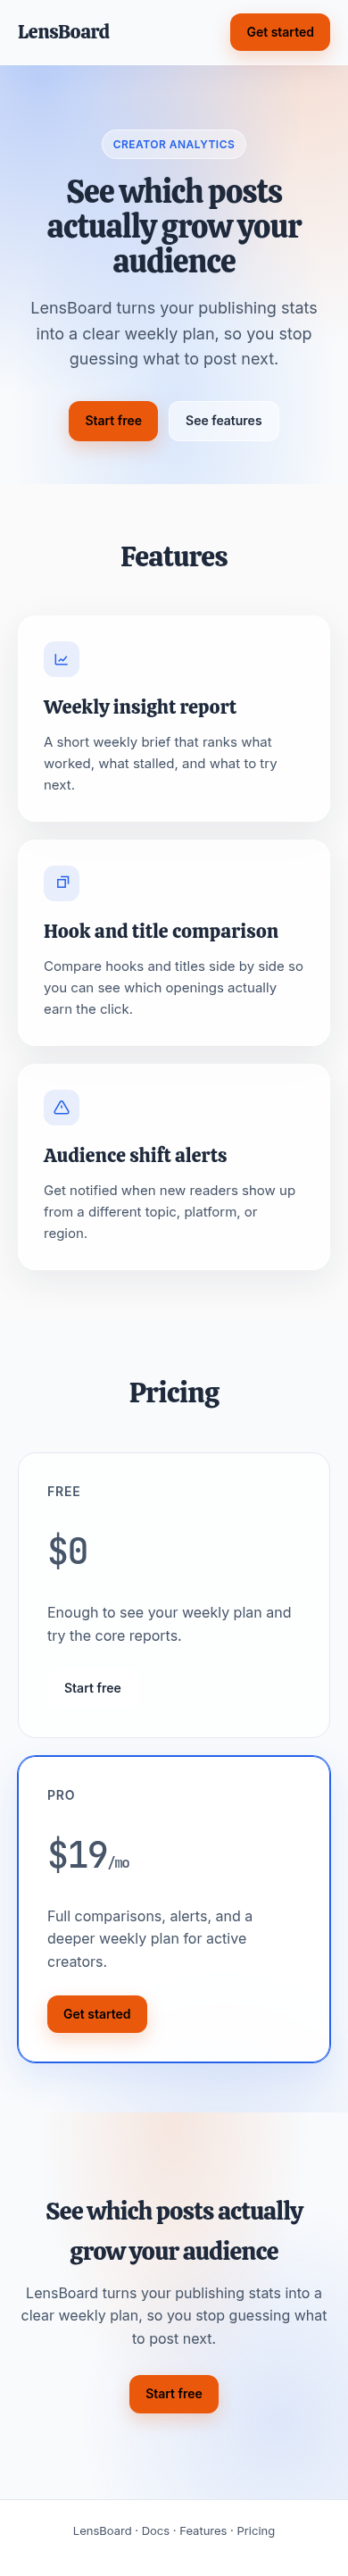 LensBoard
Get started
CREATOR ANALYTICS
See which posts
actually grow your
audience
LensBoard turns your publishing stats
into a clear weekly plan, so you stop
guessing what to post next.
Start free
See features
Features
Weekly insight report
A short weekly brief that ranks what
worked, what stalled, and what to try
next.
Hook and title comparison
Compare hooks and titles side by side so
you can see which openings actually
earn the click.
Audience shift alerts
Get notified when new readers show up
from a different topic, platform, or
region.
Pricing
FREE
$0
Enough to see your weekly plan and
try the core reports.
Start free
PRO
$19/mo
Full comparisons, alerts, and a
deeper weekly plan for active
creators.
Get started
See which posts actually
grow your audience
LensBoard turns your publishing stats into a
clear weekly plan, so you stop guessing what
to post next.
Start free
LensBoard · Docs · Features · Pricing